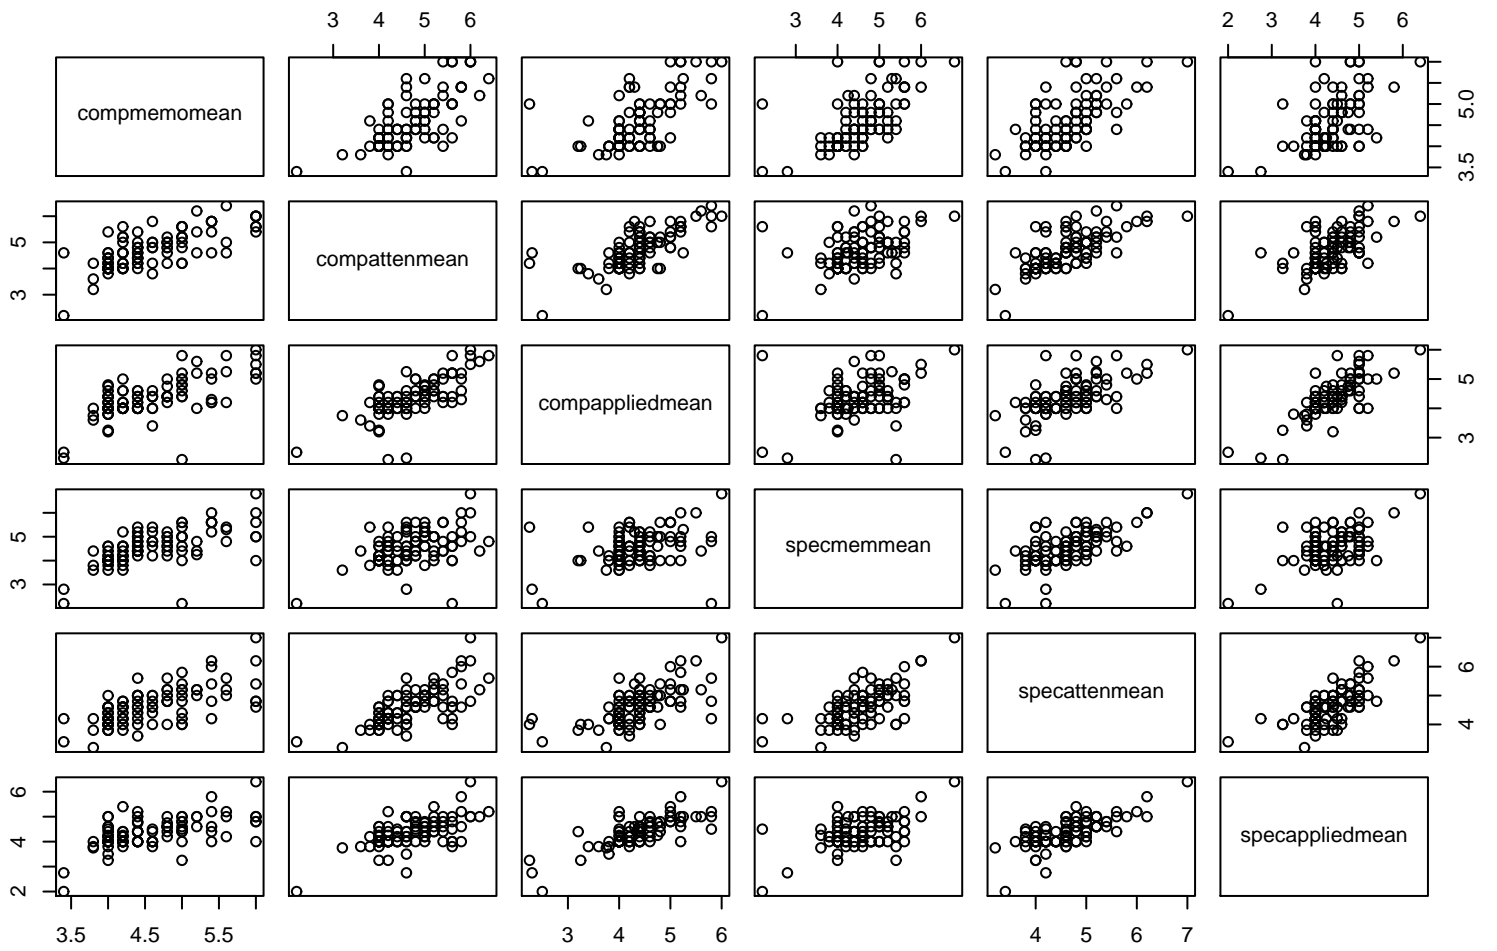 3 4 5 6 3 4 5 6 2 3 4 5 6
compmemomean
3.5 5.0
compattenmean
3 5
compappliedmean
3 5
specmemmean
3 5
specattenmean
4 6
specappliedmean
2 4 6
3.5 4.5 5.5 3 4 5 6 4 5 6 7